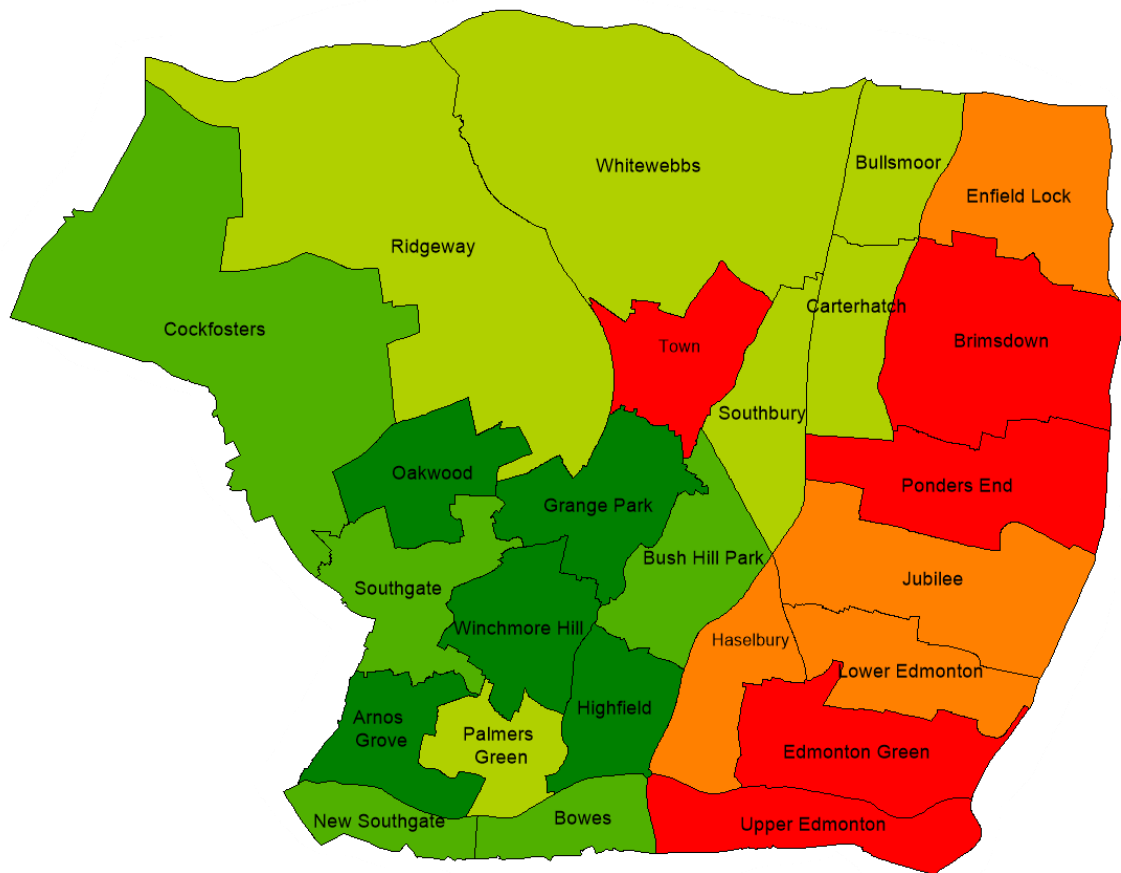 Whitewebbs
Bullsmoor
Enfield Lock
Ridgeway
Carterhatch
Cockfosters
Town
Brimsdown
Southbury
Oakwood
Ponders End
Grange Park
Bush Hill Park
Jubilee
Southgate
Winchmore Hill
Haselbury
Lower Edmonton
Highfield
Arnos
Grove
Palmers
Green
Edmonton Green
New Southgate
Bowes
Upper Edmonton